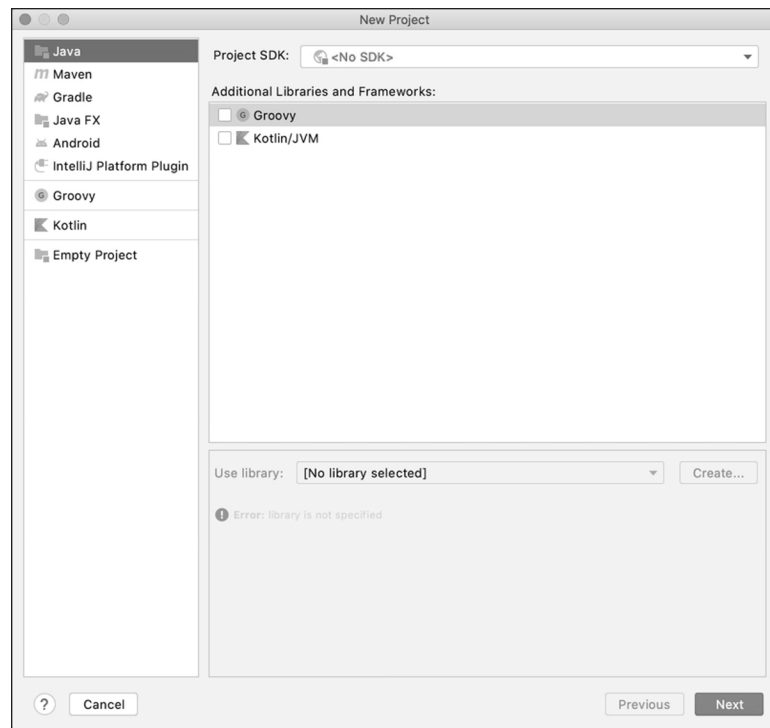 New Project
Java
Maven
Gradle
Java FX
Android
IntelliJ Platform Plugin
Groovy
Kotlin
Empty Project
Project SDK: <No SDK>
Additional Libraries and Frameworks:
G Groovy
Kotlin/JVM
Use library: [No library selected] Create...
Error: library is not specified
? Cancel Previous Next